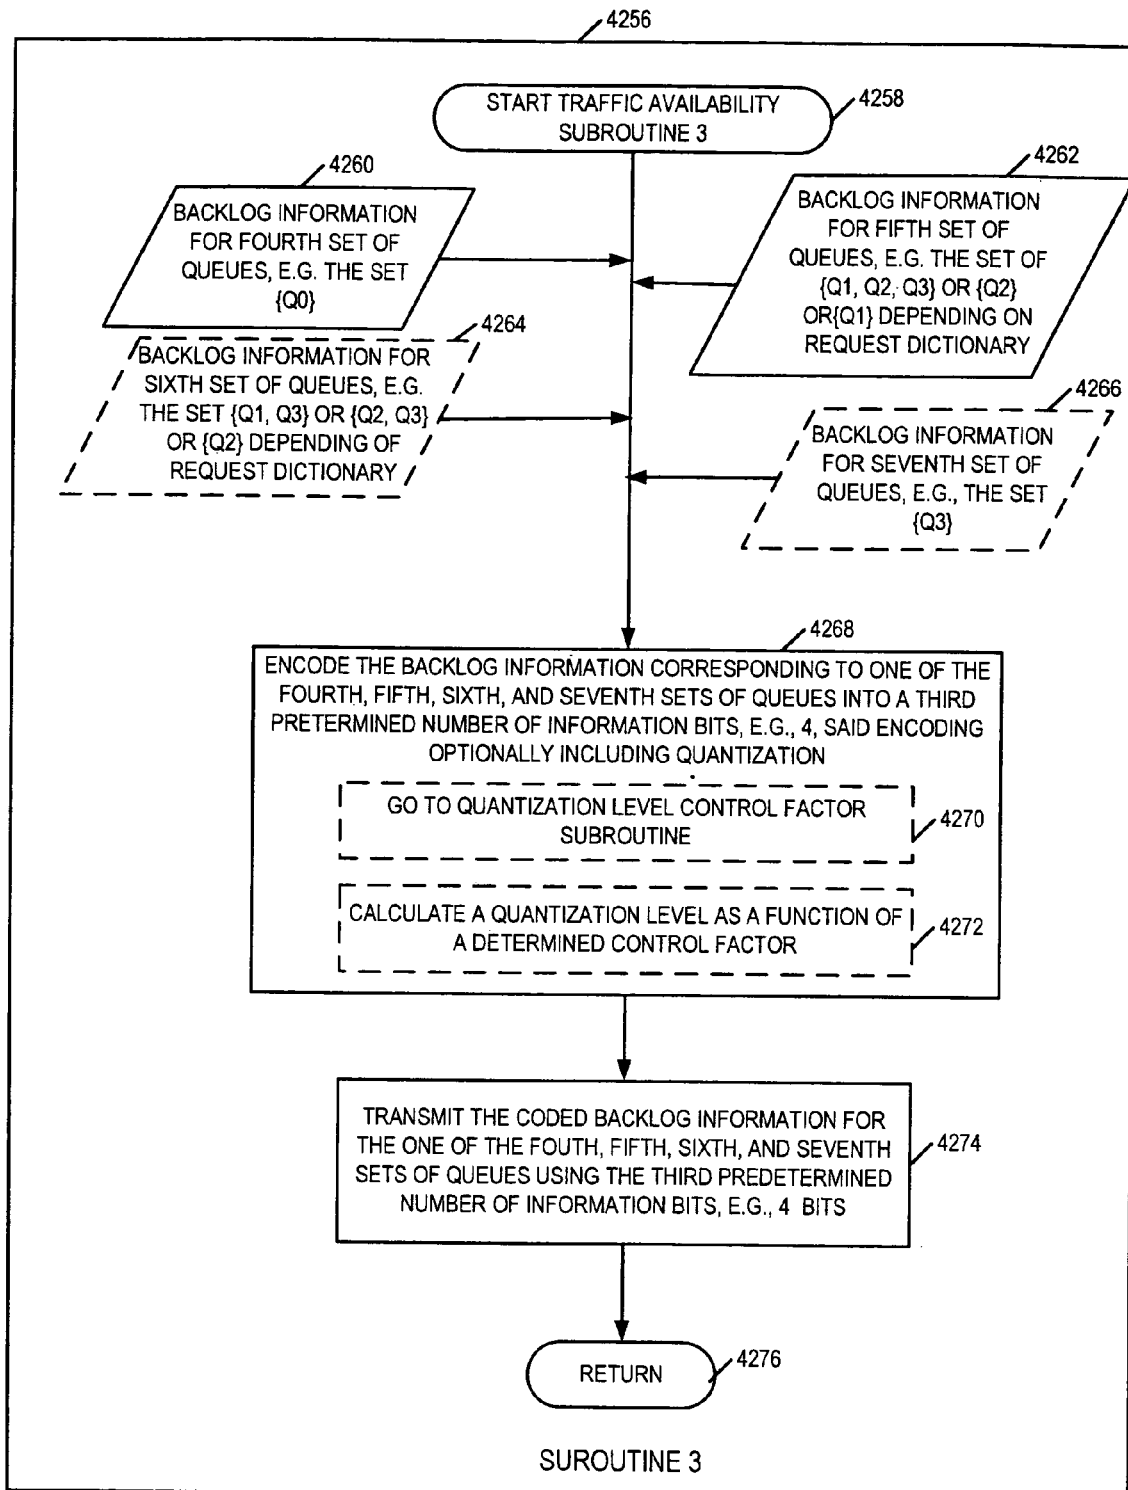 4256
START TRAFFIC AVAILABILITY
SUBROUTINE 3
4258
4260
BACKLOG INFORMATION
FOR FOURTH SET OF
QUEUES, E.G. THE SET
{Q0}
4262
BACKLOG INFORMATION
FOR FIFTH SET OF
QUEUES, E.G. THE SET OF
{Q1, Q2, Q3} OR {Q2}
OR{Q1} DEPENDING ON
REQUEST DICTIONARY
4264
BACKLOG INFORMATION FOR
SIXTH SET OF QUEUES, E.G.
THE SET {Q1, Q3} OR {Q2, Q3}
OR {Q2} DEPENDING OF
REQUEST DICTIONARY
4266
BACKLOG INFORMATION
FOR SEVENTH SET OF
QUEUES, E.G., THE SET
{Q3}
4268
ENCODE THE BACKLOG INFORMATION CORRESPONDING TO ONE OF THE
FOURTH, FIFTH, SIXTH, AND SEVENTH SETS OF QUEUES INTO A THIRD
PRETERMINED NUMBER OF INFORMATION BITS, E.G., 4, SAID ENCODING
OPTIONALLY INCLUDING QUANTIZATION
GO TO QUANTIZATION LEVEL CONTROL FACTOR
SUBROUTINE
4270
CALCULATE A QUANTIZATION LEVEL AS A FUNCTION OF
A DETERMINED CONTROL FACTOR
4272
TRANSMIT THE CODED BACKLOG INFORMATION FOR
THE ONE OF THE FOUTH, FIFTH, SIXTH, AND SEVENTH
SETS OF QUEUES USING THE THIRD PREDETERMINED
NUMBER OF INFORMATION BITS, E.G., 4 BITS
4274
RETURN
4276
SUROUTINE 3